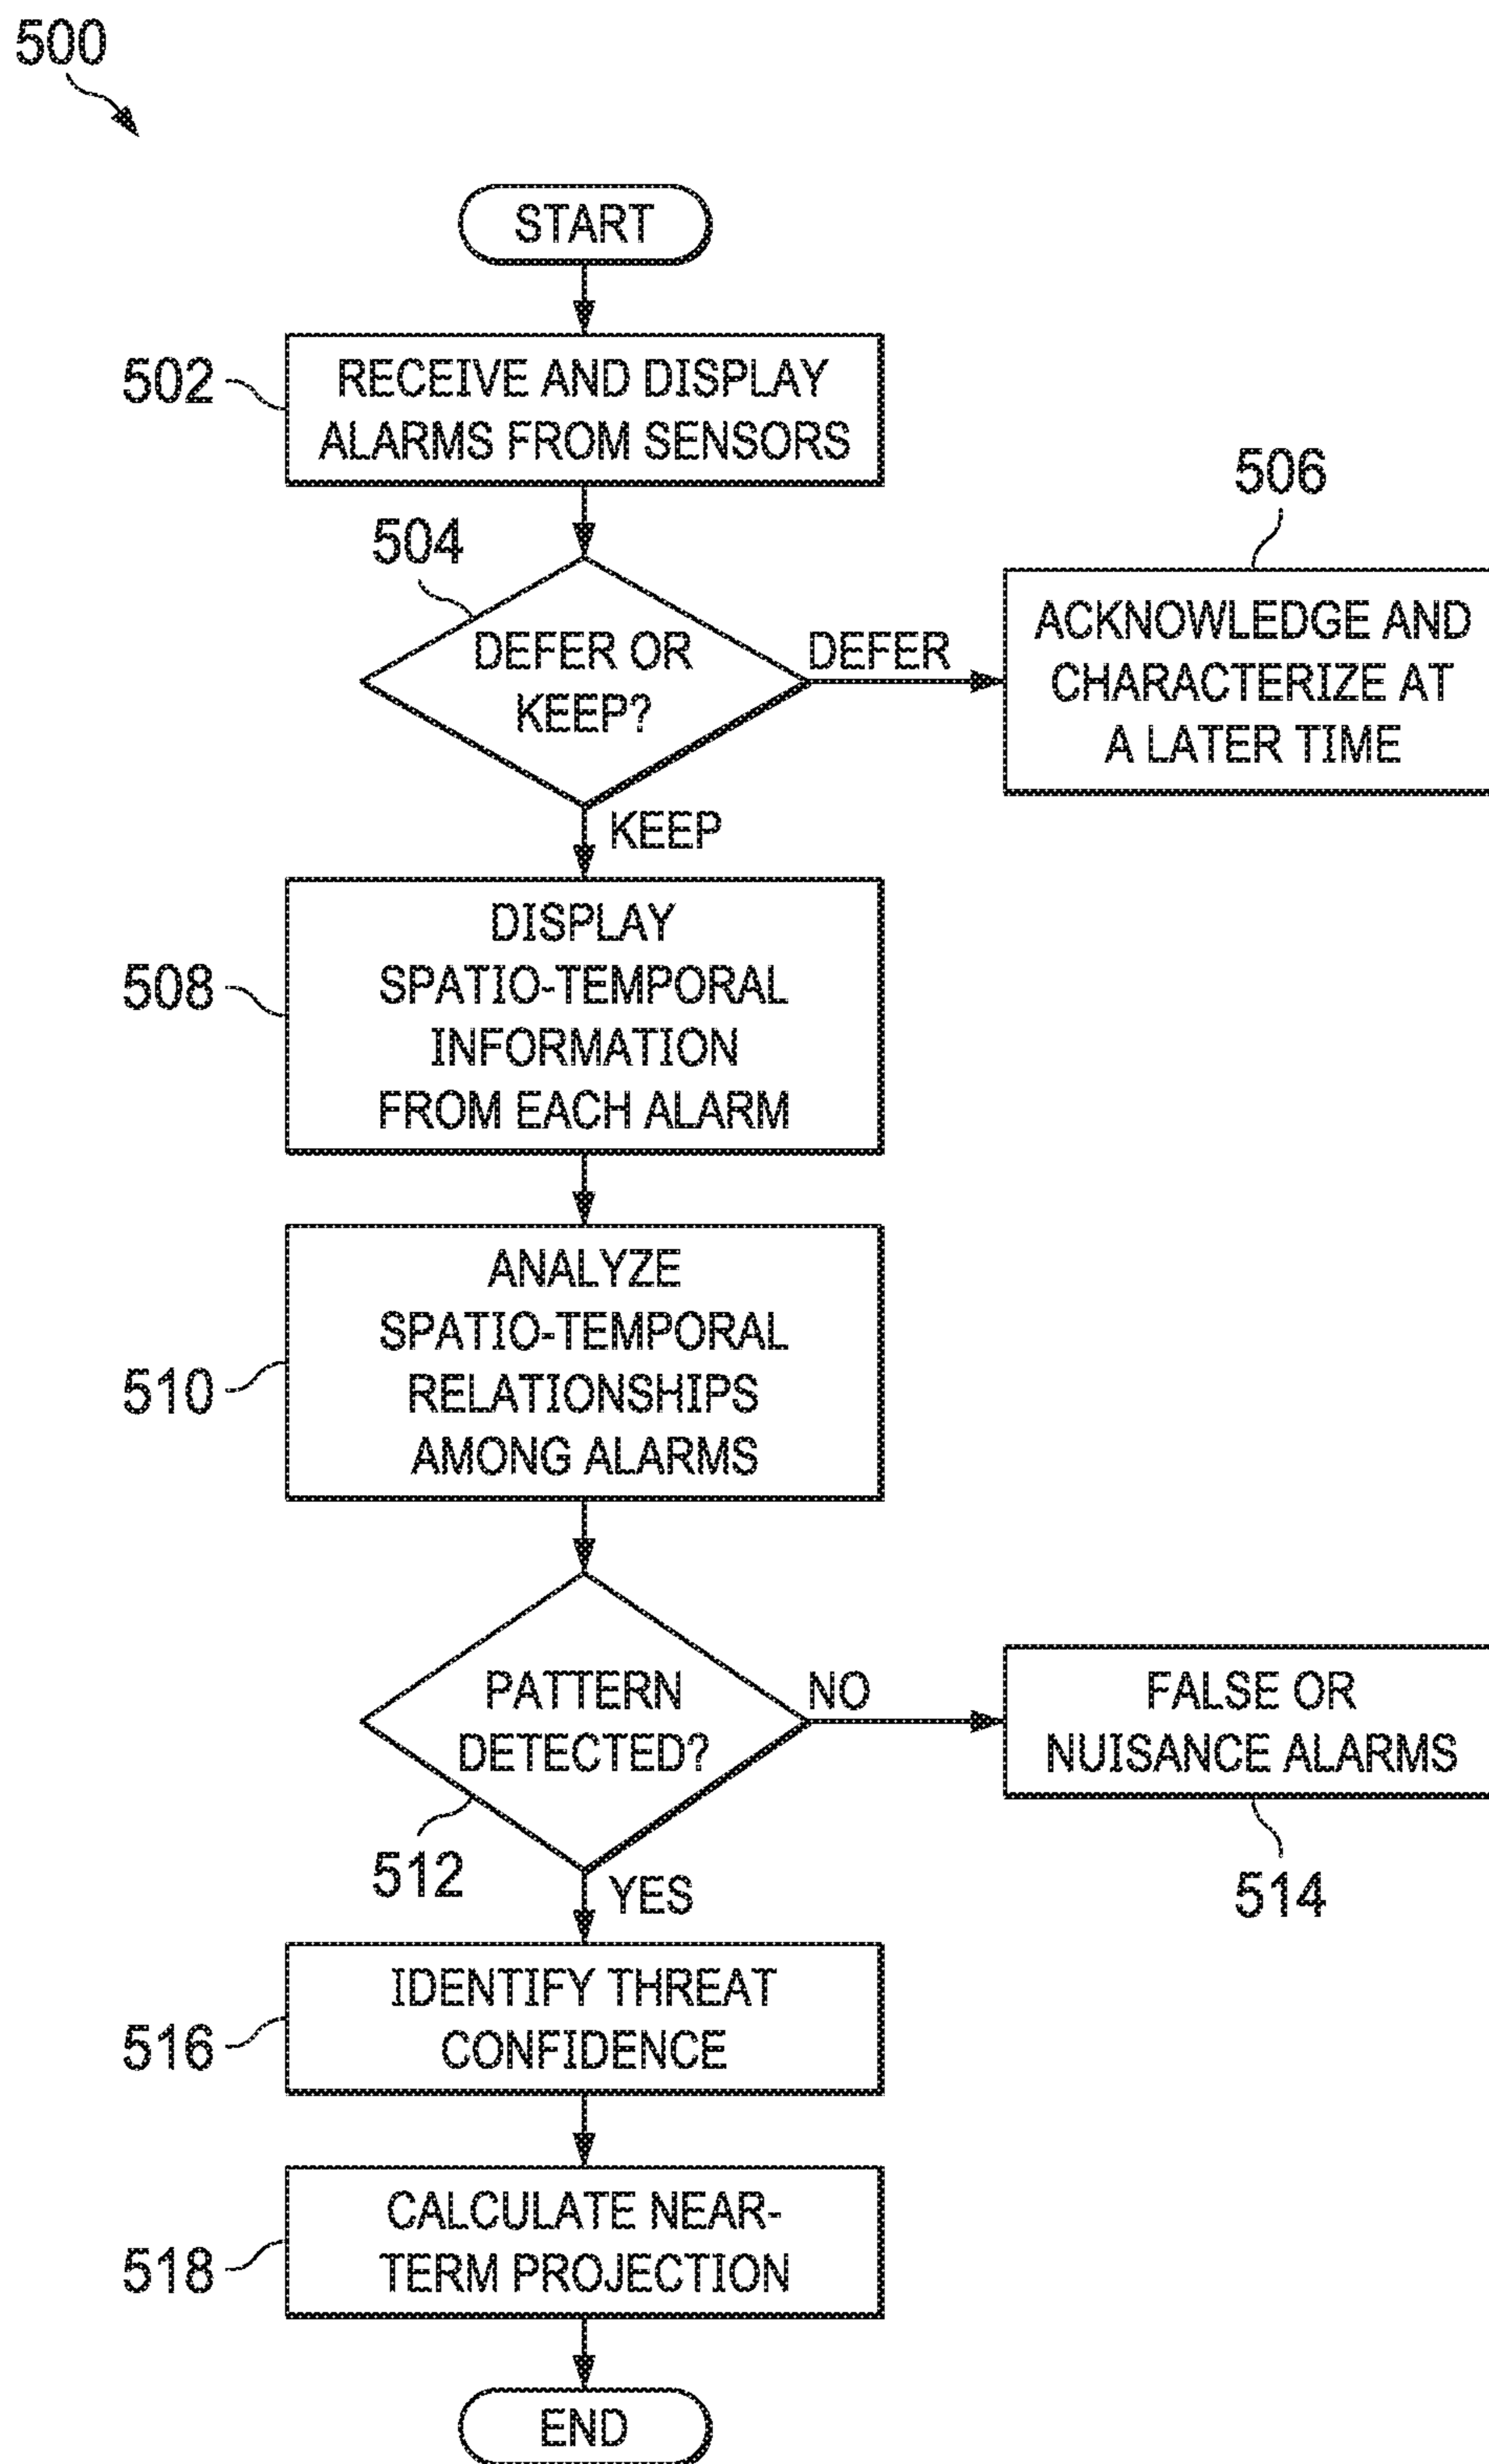 500
START
502
RECEIVE AND DISPLAY
ALARMS FROM SENSORS
504
DEFER OR
KEEP?
DEFER
506
ACKNOWLEDGE AND
CHARACTERIZE AT
A LATER TIME
KEEP
508
DISPLAY
SPATIO-TEMPORAL
INFORMATION
FROM EACH ALARM
510
ANALYZE
SPATIO-TEMPORAL
RELATIONSHIPS
AMONG ALARMS
PATTERN
DETECTED?
512
NO
FALSE OR
NUISANCE ALARMS
514
YES
516
IDENTIFY THREAT
CONFIDENCE
518
CALCULATE NEAR-
TERM PROJECTION
END